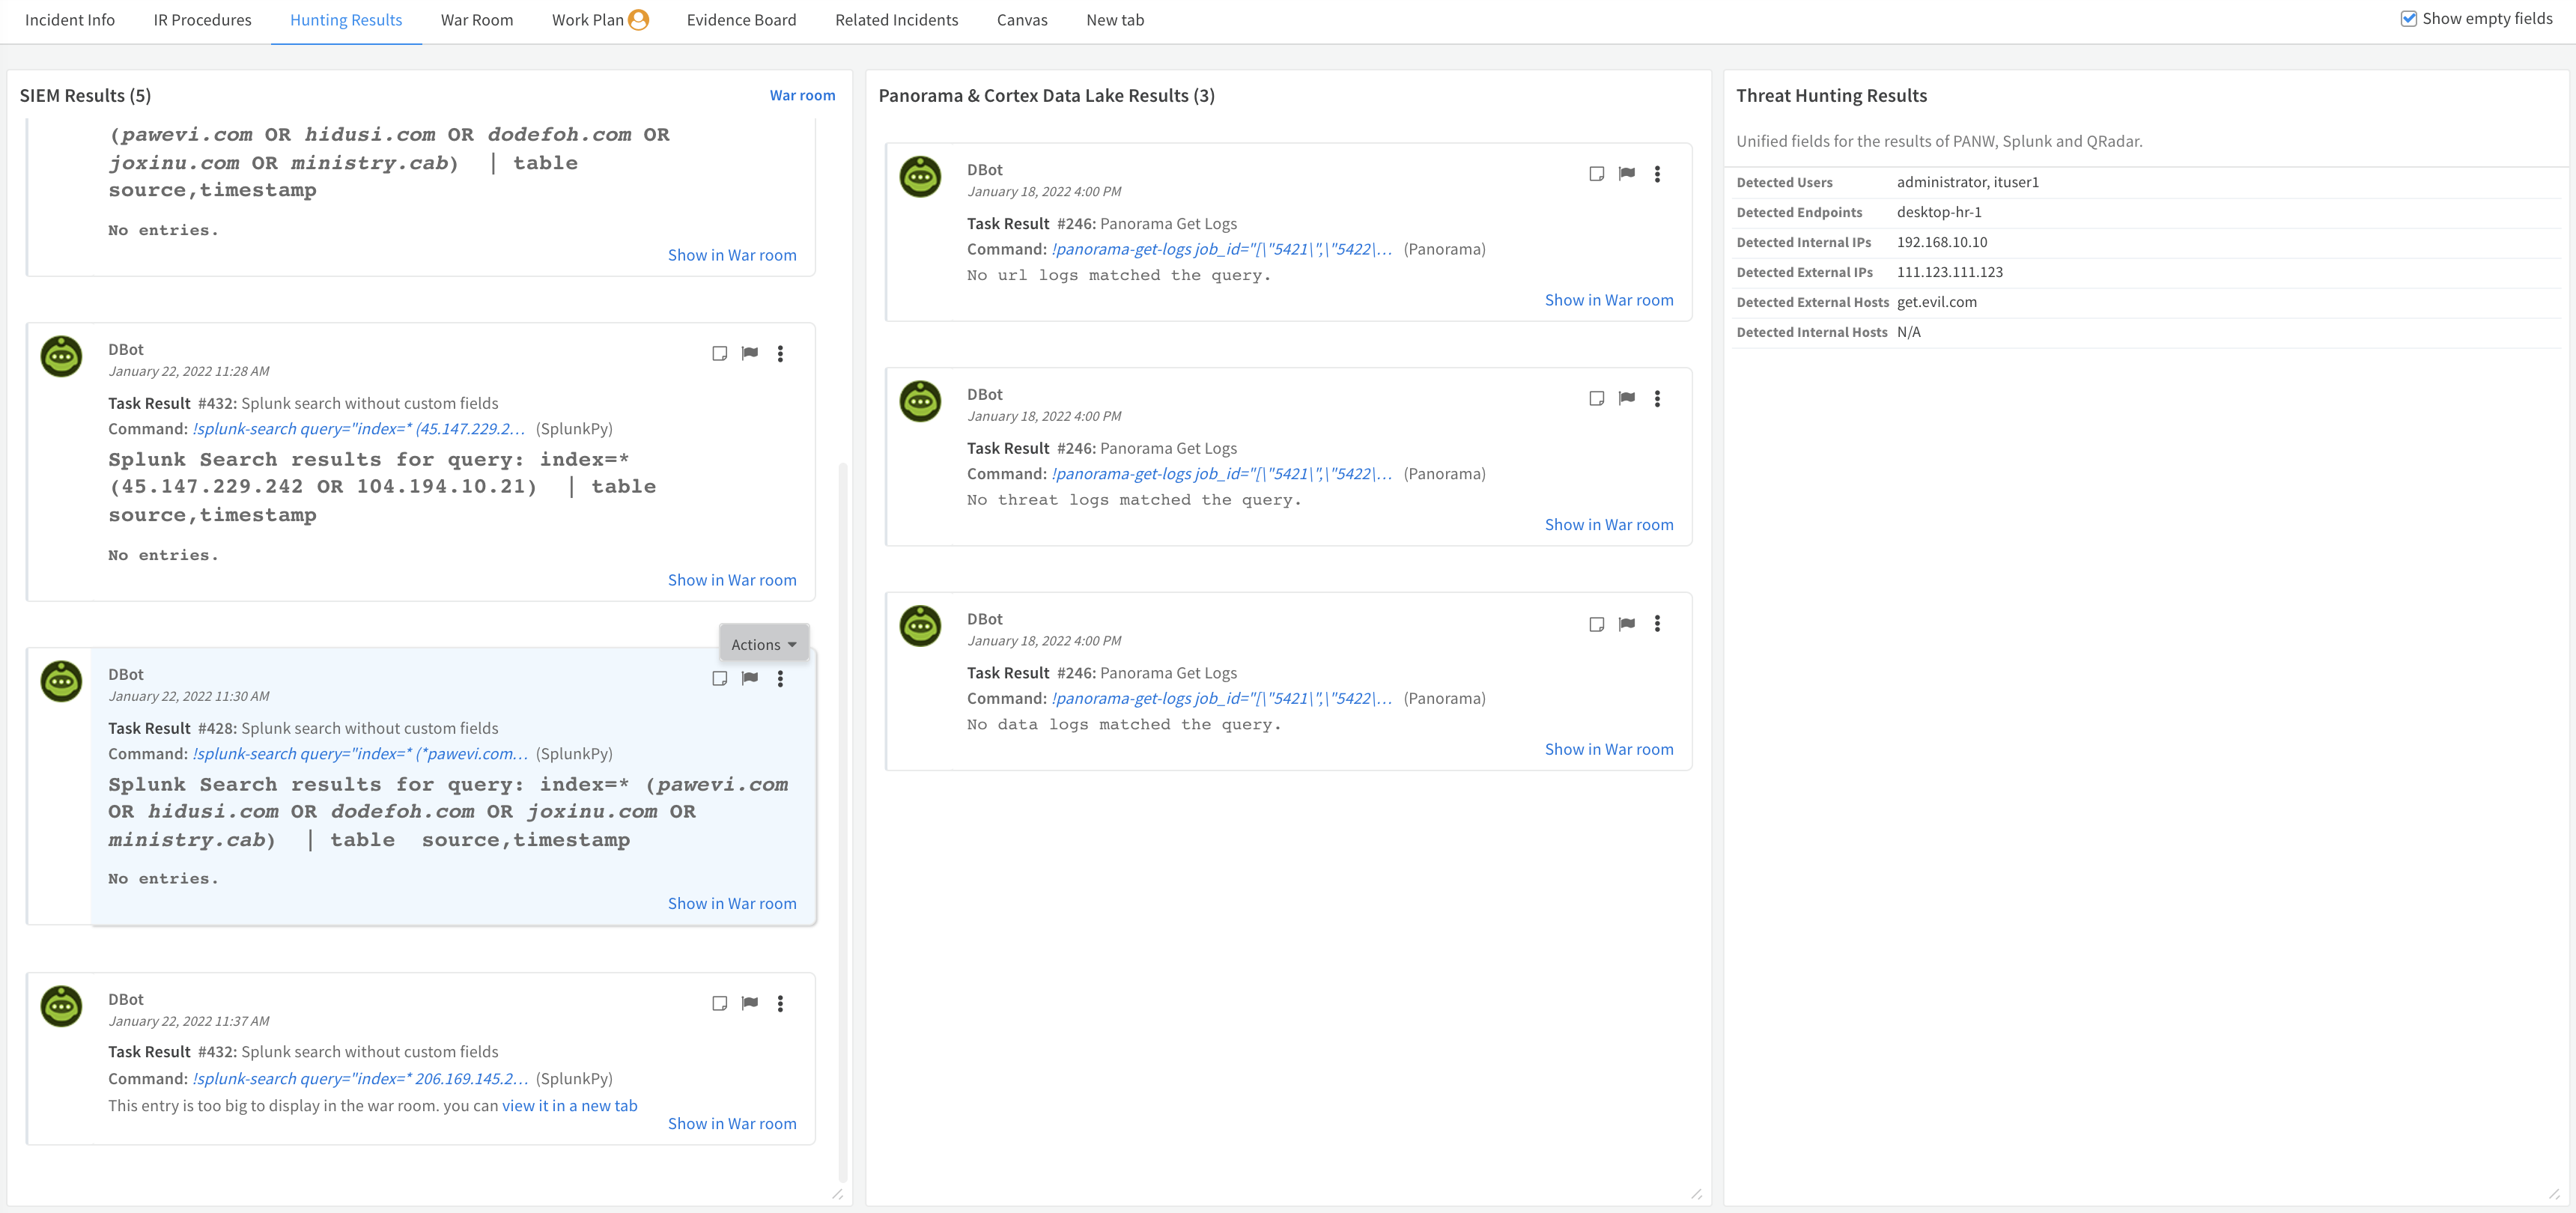 Incident Info
IR Procedures
Hunting Results
War Room
Work Plan
Evidence Board
Related Incidents
Canvas
New tab
Show empty fields
SIEM Results (5)
War room
(pawevi.com OR hidusi.com OR dodefoh.com OR
joxinu.com OR ministry.cab)  | table
source,timestamp
No entries.
Show in War room
DBot
January 22, 2022 11:28 AM
Task Result #432: Splunk search without custom fields
Command: !splunk-search query="index=* (45.147.229.2... (SplunkPy)
Splunk Search results for query: index=*
(45.147.229.242 OR 104.194.10.21)  | table
source,timestamp
No entries.
Show in War room
Actions
DBot
January 22, 2022 11:30 AM
Task Result #428: Splunk search without custom fields
Command: !splunk-search query="index=* (*pawevi.com... (SplunkPy)
Splunk Search results for query: index=* (pawevi.com
OR hidusi.com OR dodefoh.com OR joxinu.com OR
ministry.cab)  | table  source,timestamp
No entries.
Show in War room
DBot
January 22, 2022 11:37 AM
Task Result #432: Splunk search without custom fields
Command: !splunk-search query="index=* 206.169.145.2... (SplunkPy)
This entry is too big to display in the war room. you can view it in a new tab
Show in War room
Panorama & Cortex Data Lake Results (3)
DBot
January 18, 2022 4:00 PM
Task Result #246: Panorama Get Logs
Command: !panorama-get-logs job_id="[\"5421\",\"5422\... (Panorama)
No url logs matched the query.
Show in War room
DBot
January 18, 2022 4:00 PM
Task Result #246: Panorama Get Logs
Command: !panorama-get-logs job_id="[\"5421\",\"5422\... (Panorama)
No threat logs matched the query.
Show in War room
DBot
January 18, 2022 4:00 PM
Task Result #246: Panorama Get Logs
Command: !panorama-get-logs job_id="[\"5421\",\"5422\... (Panorama)
No data logs matched the query.
Show in War room
Threat Hunting Results
Unified fields for the results of PANW, Splunk and QRadar.
Detected Users administrator, ituser1
Detected Endpoints desktop-hr-1
Detected Internal IPs 192.168.10.10
Detected External IPs 111.123.111.123
Detected External Hosts get.evil.com
Detected Internal Hosts N/A